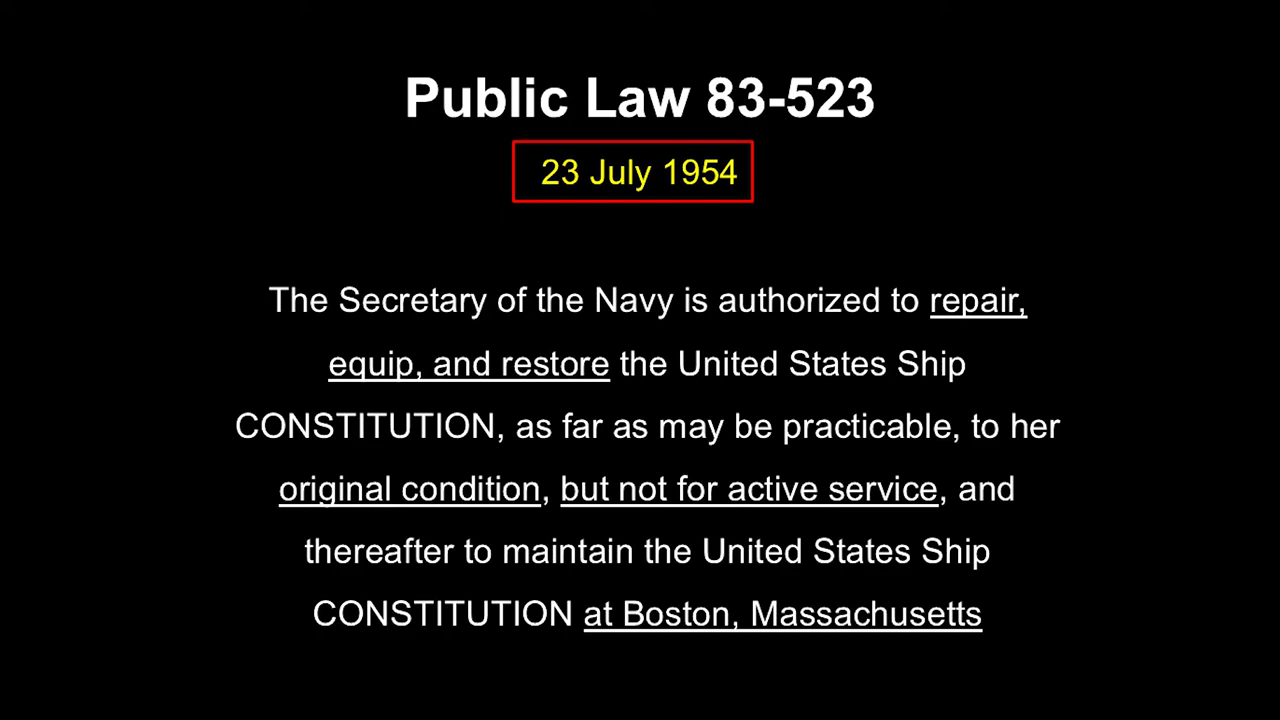 Public Law 83-523
23 July 1954
The Secretary of the Navy is authorized to repair,
equip, and restore the United States Ship
CONSTITUTION, as far as may be practicable, to her
original condition, but not for active service, and
thereafter to maintain the United States Ship
CONSTITUTION at Boston, Massachusetts